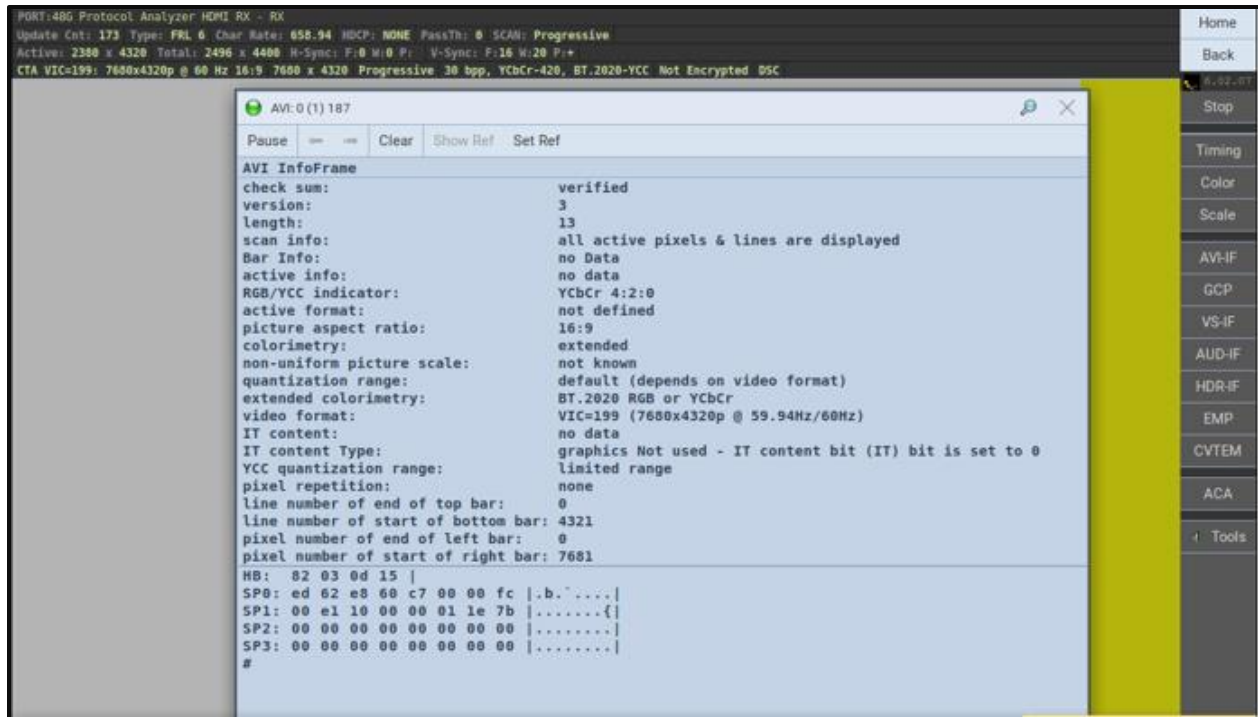 PORT:48G Protocol Analyzer HDMI RX - RX
Update Cnt: 173 Type: FRL 6 Char Rate: 658.94 HDCP: NONE PassTh: 0 SCAN: Progressive
Active: 2380 x 4320 Total: 2496 x 4400 H-Sync: F:0 W:0 P: V-Sync: F:16 W:20 P:+
CTA VIC=199: 7680x4320p @ 60 Hz 16:9 7680 x 4320 Progressive 30 bpp, YCbCr-420, BT.2020-YCC Not Encrypted DSC
Home
Back
Stop
Timing
Color
Scale
AVI-IF
GCP
VS-IF
AUD-IF
HDR-IF
EMP
CVTEM
ACA
Tools
AVI: 0 (1) 187
Pause Clear Show Ref Set Ref
AVI InfoFrame
check sum: verified
version: 3
length: 13
scan info: all active pixels & lines are displayed
Bar Info: no Data
active info: no data
RGB/YCC indicator: YCbCr 4:2:0
active format: not defined
picture aspect ratio: 16:9
colorimetry: extended
non-uniform picture scale: not known
quantization range: default (depends on video format)
extended colorimetry: BT.2020 RGB or YCbCr
video format: VIC=199 (7680x4320p @ 59.94Hz/60Hz)
IT content: no data
IT content Type: graphics Not used - IT content bit (IT) bit is set to 0
YCC quantization range: limited range
pixel repetition: none
line number of end of top bar: 0
line number of start of bottom bar: 4321
pixel number of end of left bar: 0
pixel number of start of right bar: 7681
HB: 82 03 0d 15 |
SP0: ed 62 e8 60 c7 00 00 fc |.b.`....|
SP1: 00 e1 10 00 00 01 1e 7b |.......{|
SP2: 00 00 00 00 00 00 00 00 |........|
SP3: 00 00 00 00 00 00 00 00 |........|
#